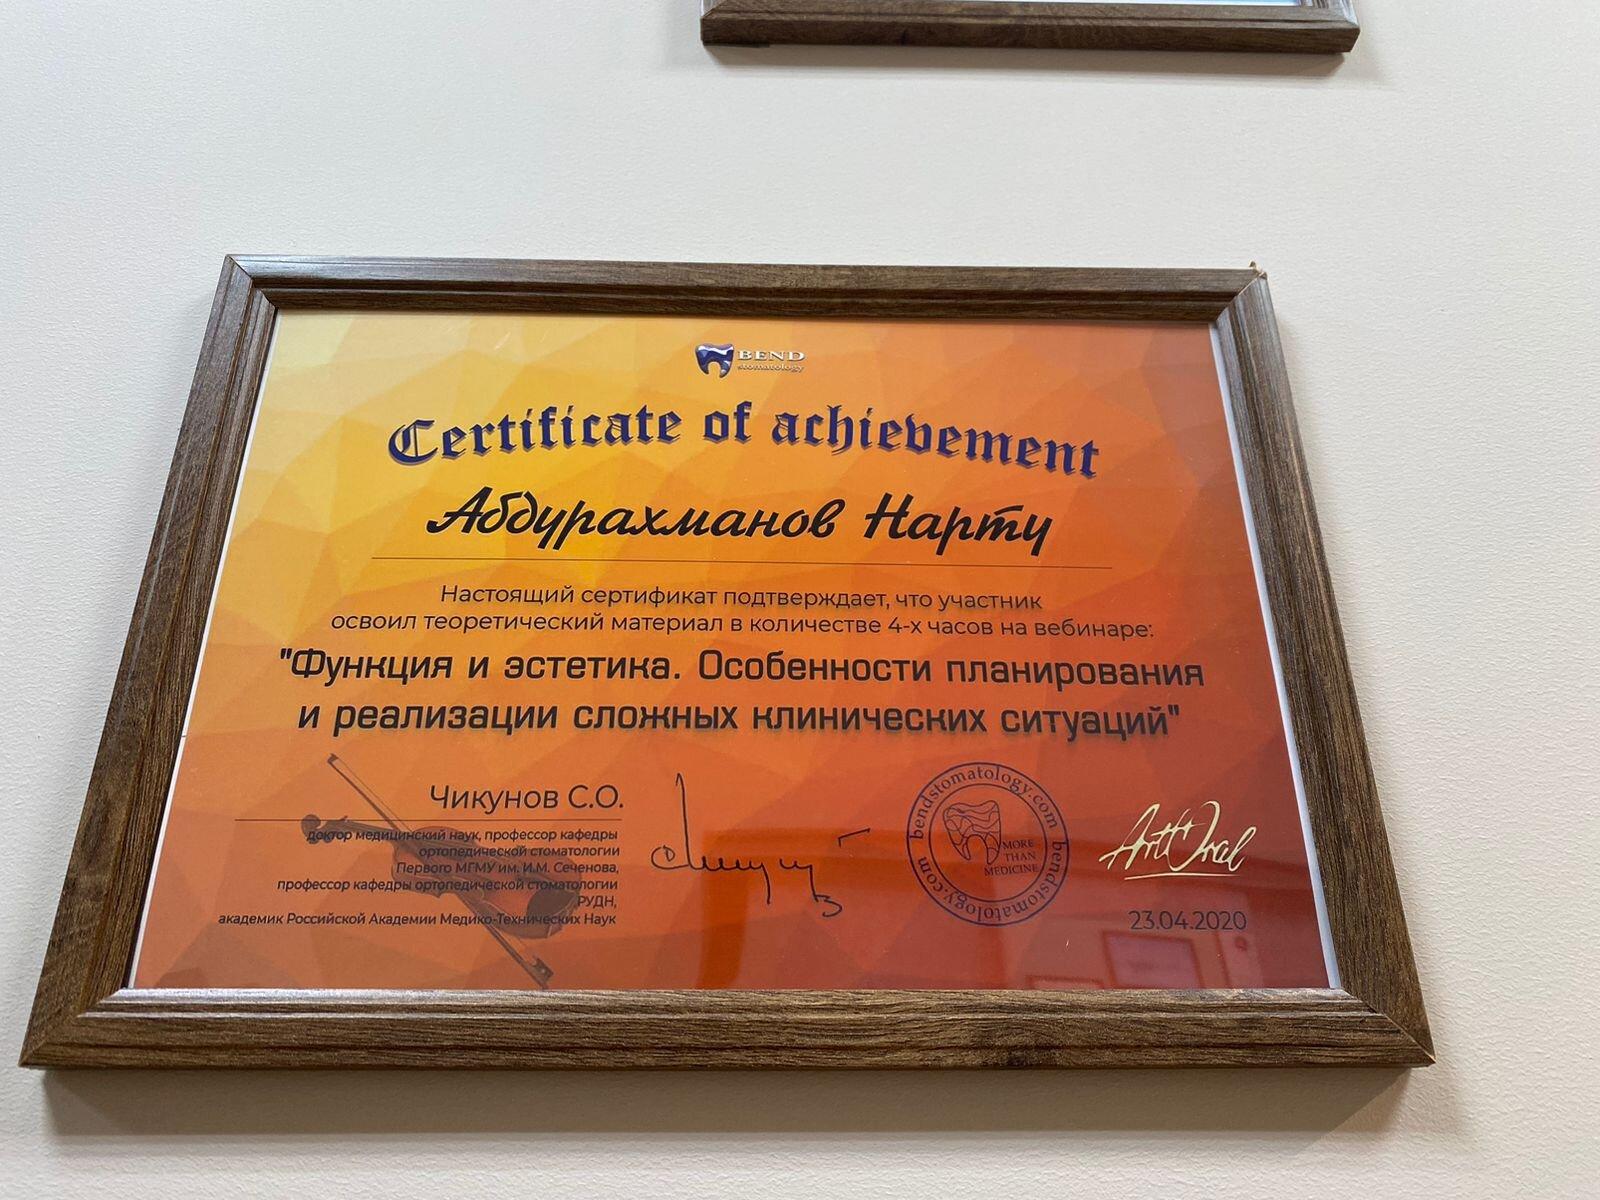 BEND
stomatology
Certificate of achievement
Абдурахманов Нарту
Настоящий сертификат подтверждает, что участник
освоил теоретический материал в количестве 4-х часов на вебинаре:
"Функция и эстетика. Особенности планирования
и реализации сложных клинических ситуаций"
Чикунов С.О.
доктор медицинский наук, профессор кафедры
ортопедической стоматологии
Первого МГМУ им. И.М. Сеченова,
профессор кафедры ортопедической стоматологии
РУДН,
академик Российской Академии Медико-Технических Наук
bendstomatology.com bendstomatology.com
MORE
THAN
MEDICINE
ArtOral
23.04.2020